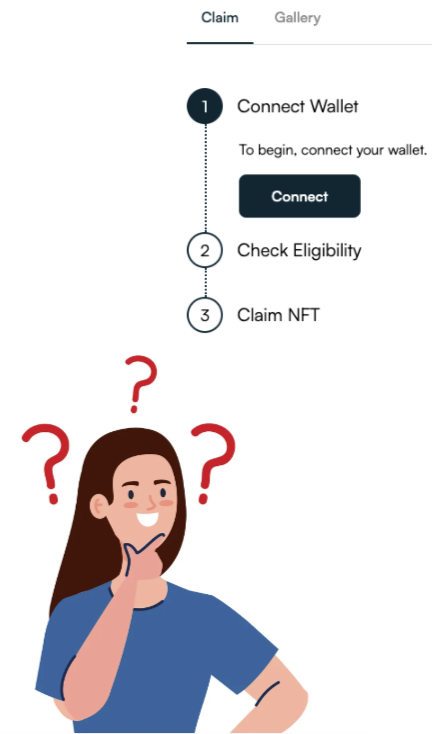 Claim Gallery
1 Connect Wallet
To begin, connect your wallet.
Connect
2 Check Eligibility
3 Claim NFT
?
? ?